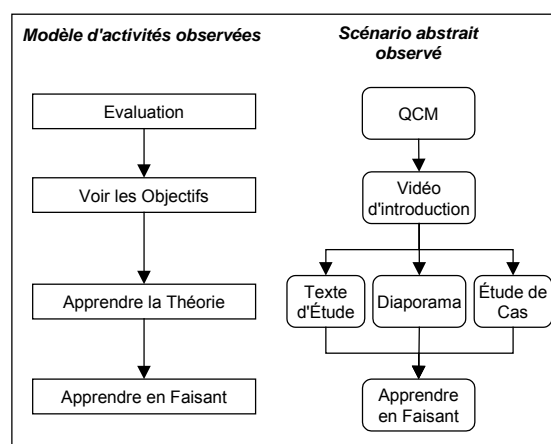 Modèle d'activités observées
Evaluation
Voir les Objectifs
Apprendre la Théorie
Apprendre en Faisant
Scénario abstrait
observé
QCM
Vidéo
d'introduction
Texte
d'Étude
Diaporama
Étude de
Cas
Apprendre
en Faisant